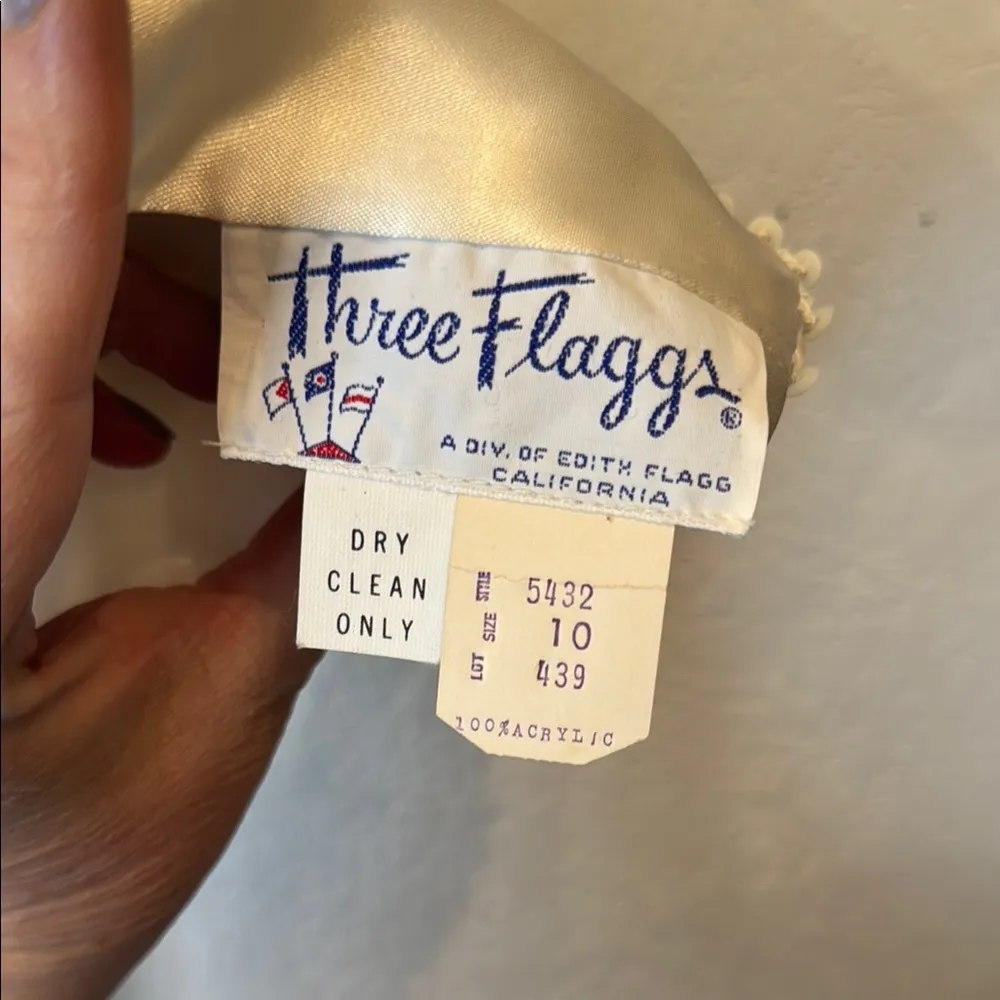 Three Flaggs ®
A DIV. OF EDITH FLAGG
CALIFORNIA
DRY
CLEAN
ONLY
STYLE 5432
SIZE 10
LOT 439
100% ACRYLIC